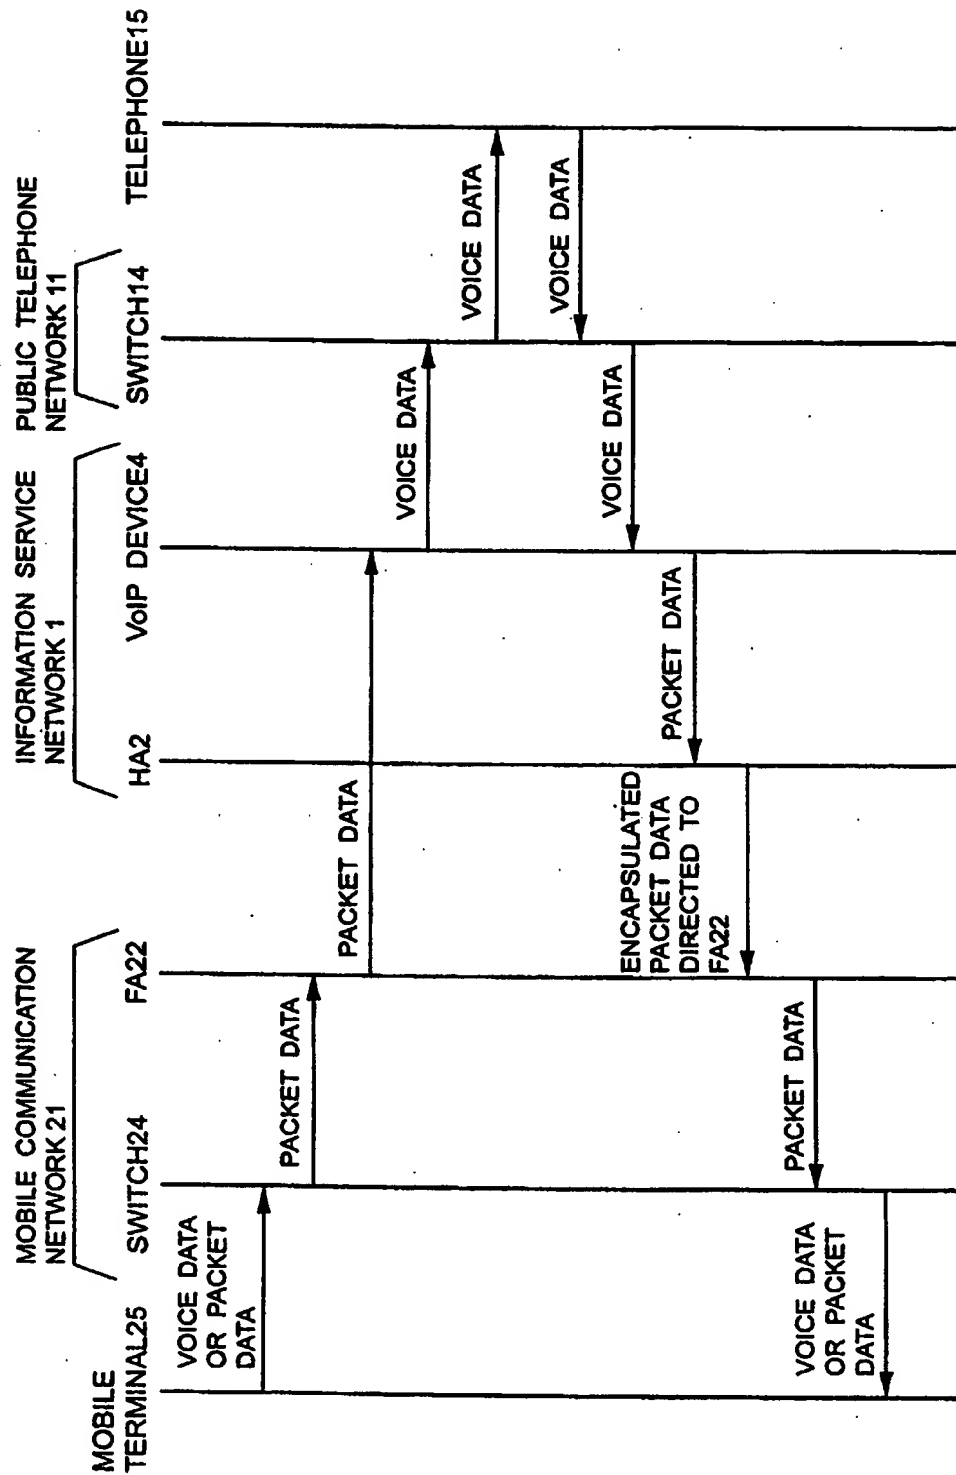 MOBILE
TERMINAL25
MOBILE COMMUNICATION
NETWORK 21
SWITCH24
FA22
INFORMATION SERVICE
NETWORK 1
HA2
VoIP DEVICE4
PUBLIC TELEPHONE
NETWORK 11
SWITCH14
TELEPHONE15
VOICE DATA
OR PACKET
DATA
PACKET DATA
PACKET DATA
VOICE DATA
VOICE DATA
VOICE DATA
VOICE DATA
PACKET DATA
ENCAPSULATED
PACKET DATA
DIRECTED TO
FA22
PACKET DATA
VOICE DATA
OR PACKET
DATA